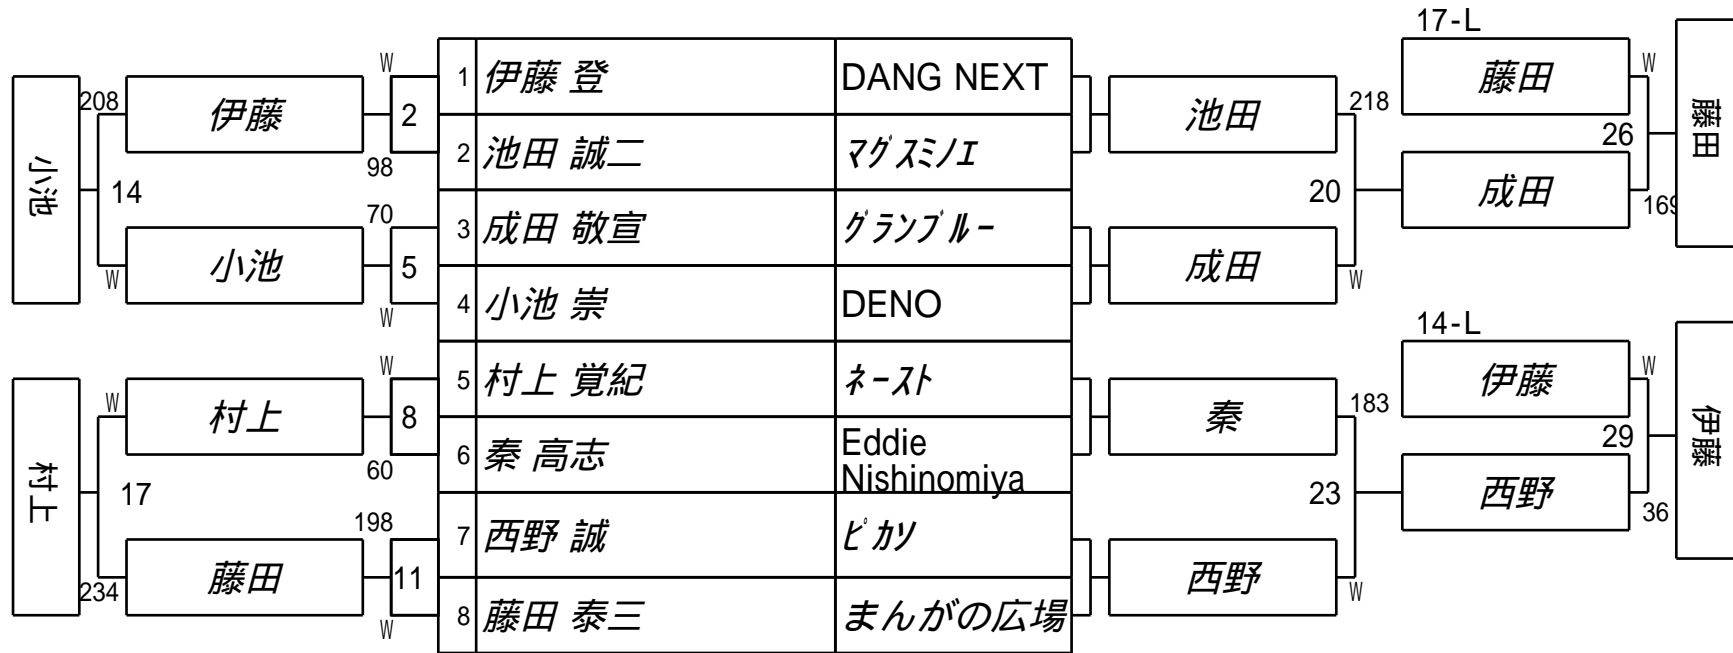 17-L
W
1 伊藤 登 DANG NEXT
藤田
W
208
伊藤
2
池田
218
藤田
2 池田 誠二 マグスミノエ
98
26
小池
14
70
3 成田 敬宣 グランブルー
20
成田
169
小池
5
成田
W
W
4 小池 崇 DENO
W
14-L
W
5 村上 覚紀 ネースト
伊藤
W
W
村上
8
秦
183
伊藤
6 秦 高志 Eddie
Nishinomiya
60
29
村上
17
23
西野
36
198
7 西野 誠 ピカソ
234
藤田
11
西野
W
8 藤田 泰三 まんがの広場
W